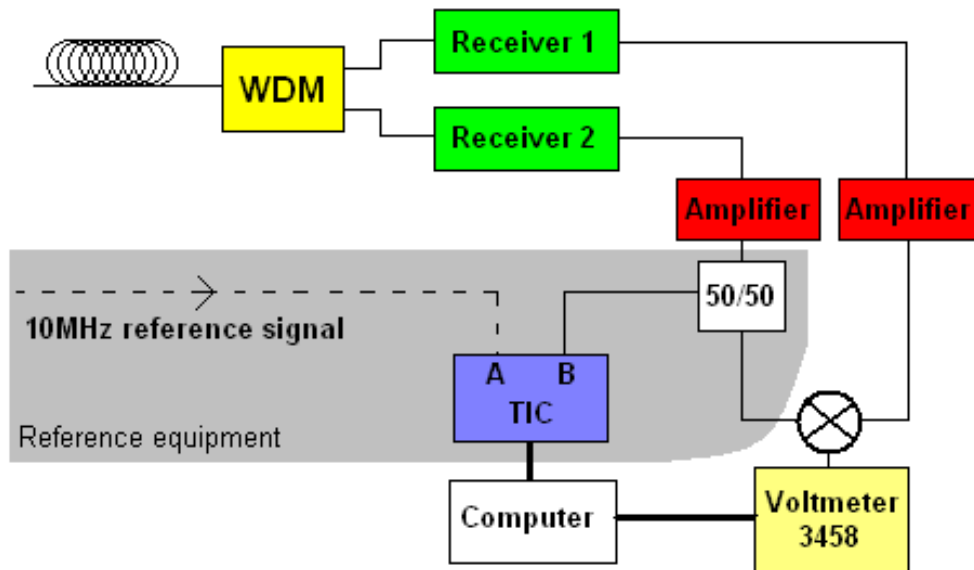 Receiver 1
WDM
Receiver 2
Amplifier
Amplifier
50/50
10MHz reference signal
A
B
TIC
Reference equipment
Computer
Voltmeter
3458